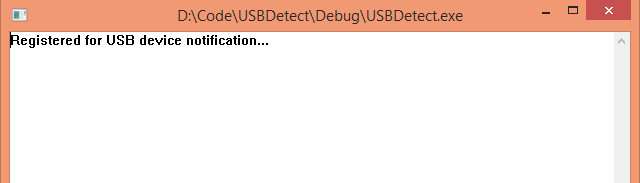 D:\Code\USBDetect\Debug\USBDetect.exe
Registered for USB device notification...